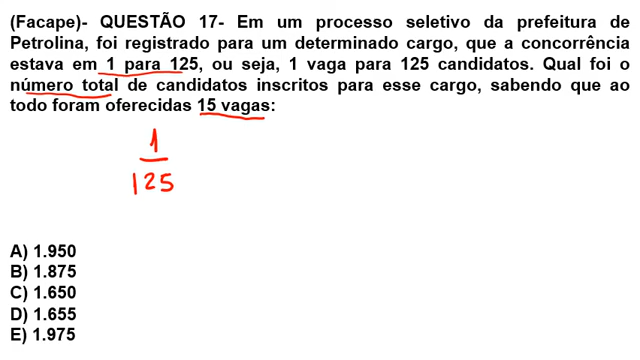 (Facape)- QUESTÃO 17- Em um processo seletivo da prefeitura de
Petrolina, foi registrado para um determinado cargo, que a concorrência
estava em 1 para 125, ou seja, 1 vaga para 125 candidatos. Qual foi o
número total de candidatos inscritos para esse cargo, sabendo que ao
todo foram oferecidas 15 vagas:
1
125
A) 1.950
B) 1.875
C) 1.650
D) 1.655
E) 1.975